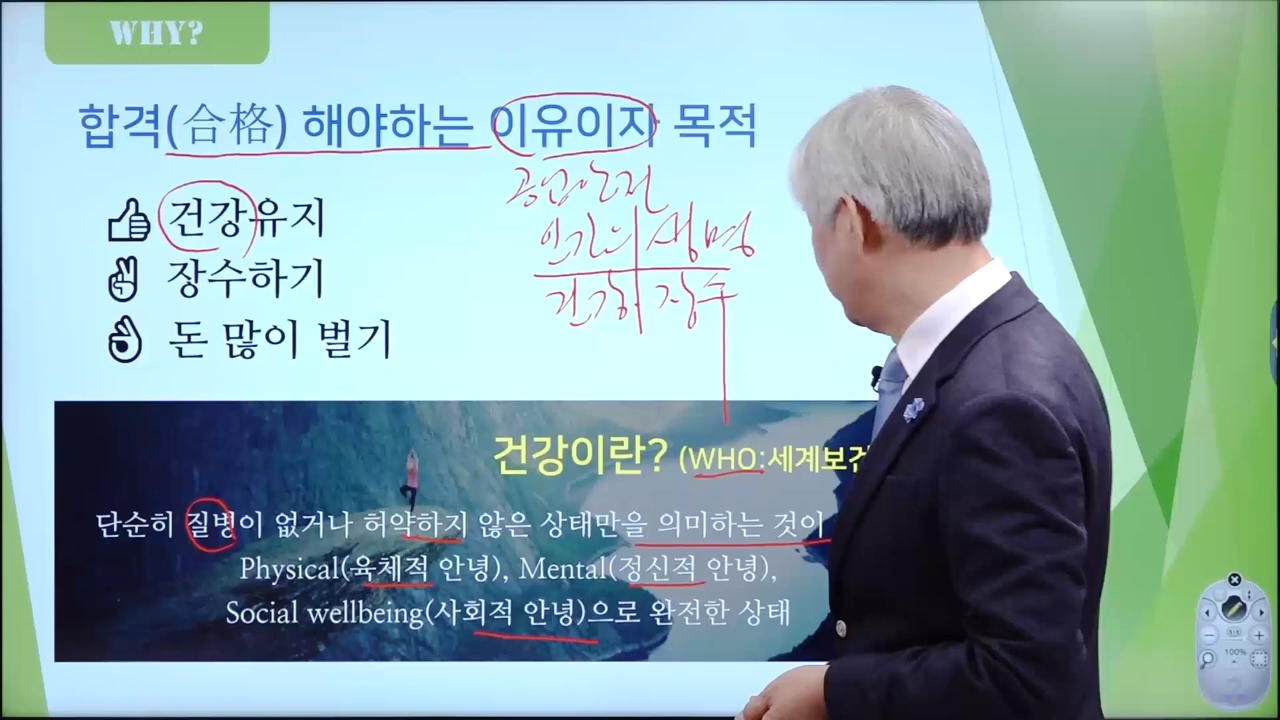 WHY?
합격(合格) 해야하는 이유이자 목적
건강유지
장수하기
돈 많이 벌기
인간의 생명
건강히 장수
건강이란? (WHO:세계보건
단순히 질병이 없거나 허약하지 않은 상태만을 의미하는 것이
Physical(육체적 안녕), Mental(정신적 안녕),
Social wellbeing(사회적 안녕)으로 완전한 상태
100%